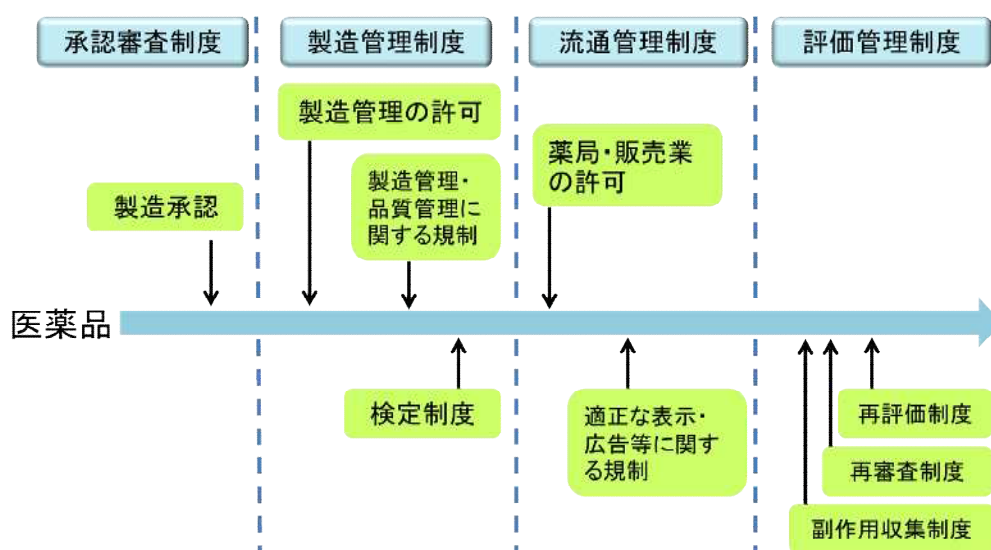 承認審査制度
製造管理制度
流通管理制度
評価管理制度
製造管理の許可
薬局・販売業
の許可
製造管理・
品質管理に
関する規制
製造承認
医薬品
検定制度
適正な表示・
広告等に関す
る規制
再評価制度
再審査制度
副作用収集制度